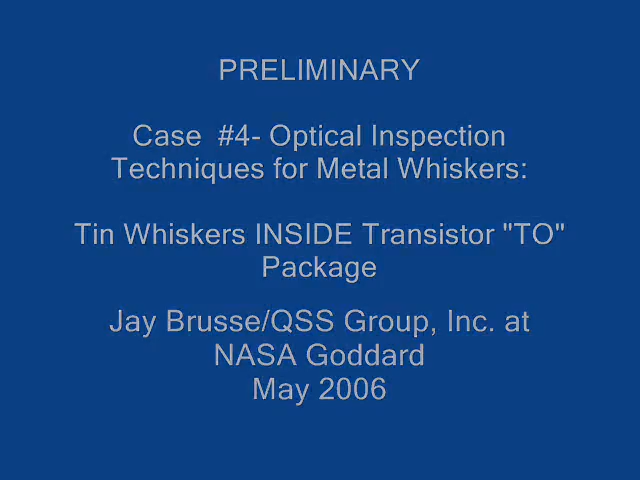 PRELIMINARY
Case  #4- Optical Inspection
Techniques for Metal Whiskers:
Tin Whiskers INSIDE Transistor "TO"
Package
Jay Brusse/QSS Group, Inc. at
NASA Goddard
May 2006